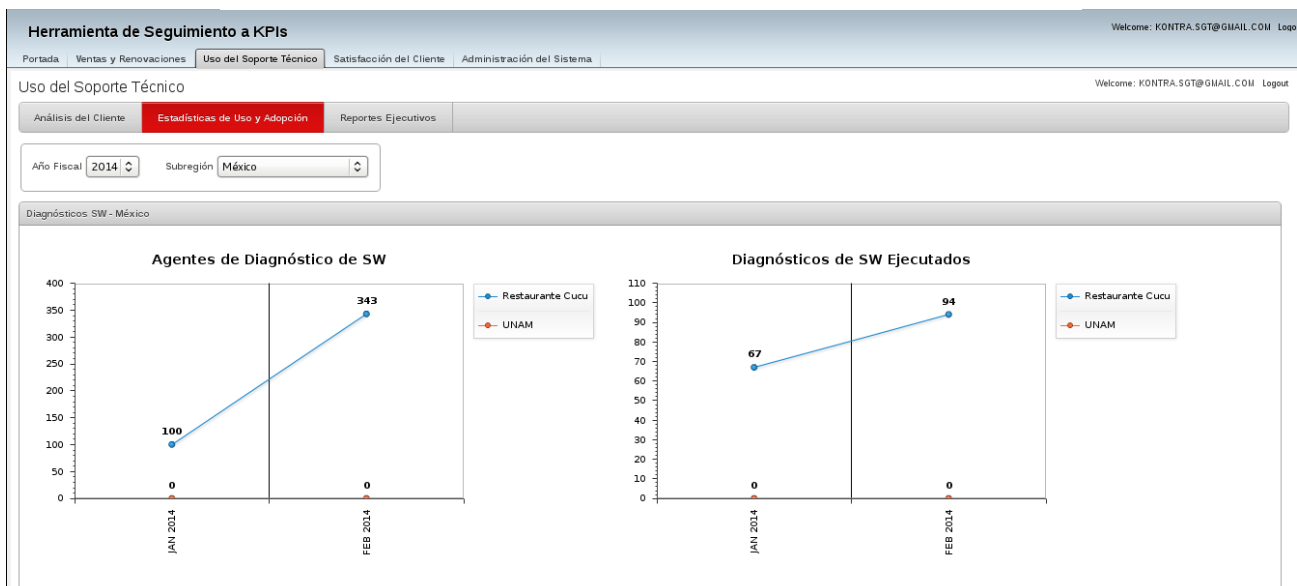 Herramienta de Seguimiento a KPIs
Welcome: KONTRA.SGT@GMAIL.COM Logo
Portada Ventas y Renovaciones Uso del Soporte Técnico Satisfacción del Cliente Administración del Sistema
Uso del Soporte Técnico
Welcome: KONTRA.SGT@GMAIL.COM Logout
Análisis del Cliente Estadísticas de Uso y Adopción Reportes Ejecutivos
Año Fiscal 2014 Subregión México
Diagnósticos SW - México
Agentes de Diagnóstico de SW
400
350
300
250
200
150
100
50
0
100
343
0
0
JAN 2014
FEB 2014
Restaurante Cucu
UNAM
Diagnósticos de SW Ejecutados
110
100
90
80
70
60
50
40
30
20
10
0
67
94
0
0
JAN 2014
FEB 2014
Restaurante Cucu
UNAM